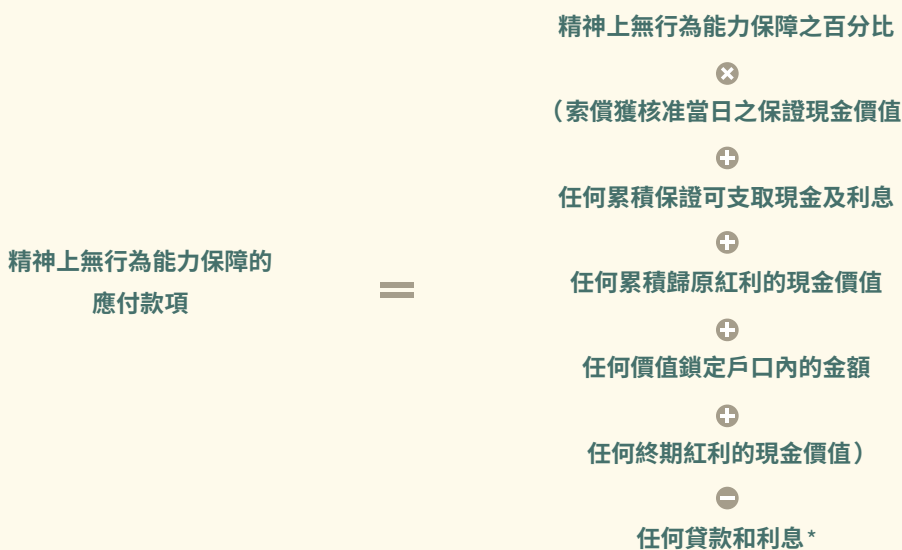 精神上無行為能力保障的
應付款項
=
精神上無行為能力保障之百分比
×
（索償獲核准當日之保證現金價值
+
任何累積保證可支取現金及利息
+
任何累積歸原紅利的現金價值
+
任何價值鎖定戶口內的金額
+
任何終期紅利的現金價值）
−
任何貸款和利息*